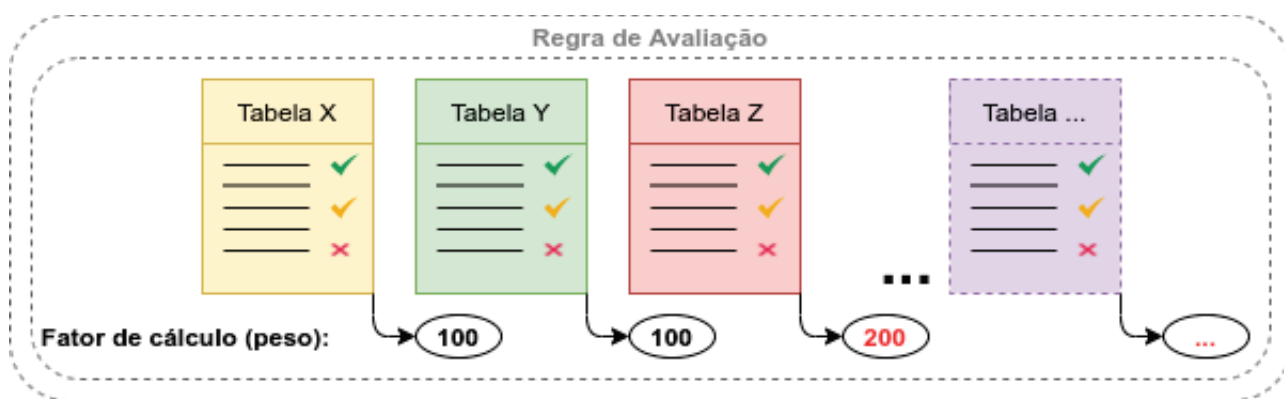 Regra de Avaliação
Tabela X Tabela Y Tabela Z Tabela ...
...
Fator de cálculo (peso): 100 100 200 ...